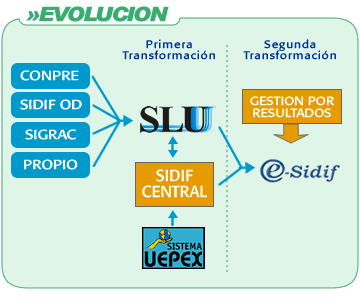 »EVOLUCION
Primera
Transformación
Segunda
Transformación
CONPRE
SIDIF OD
SIGRAC
PROPIO
SLU
SIDIF
CENTRAL
SISTEMA
UEPEX
GESTION POR
RESULTADOS
e-Sidif